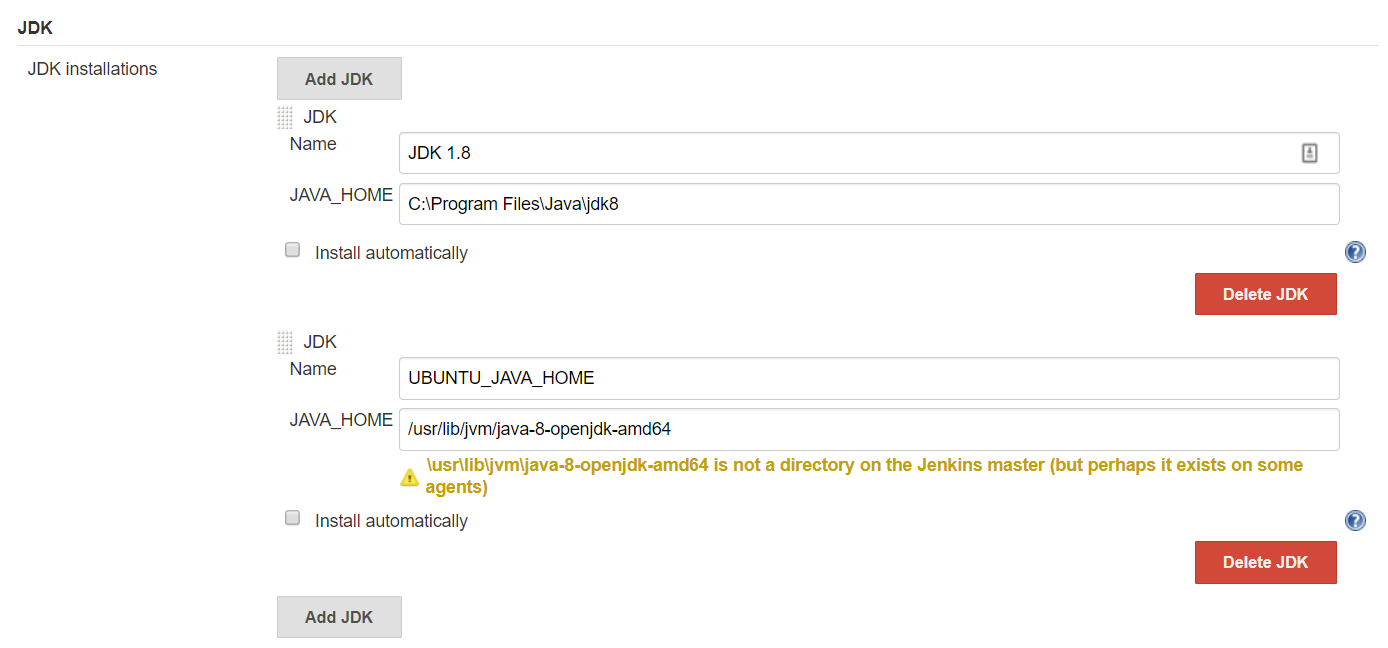 JDK
JDK installations
Add JDK
JDK
Name
JDK 1.8
JAVA_HOME
C:\Program Files\Java\jdk8
Install automatically
?
Delete JDK
JDK
Name
UBUNTU_JAVA_HOME
JAVA_HOME
/usr/lib/jvm/java-8-openjdk-amd64
\usr\lib\jvm\java-8-openjdk-amd64 is not a directory on the Jenkins master (but perhaps it exists on some
agents)
Install automatically
?
Delete JDK
Add JDK